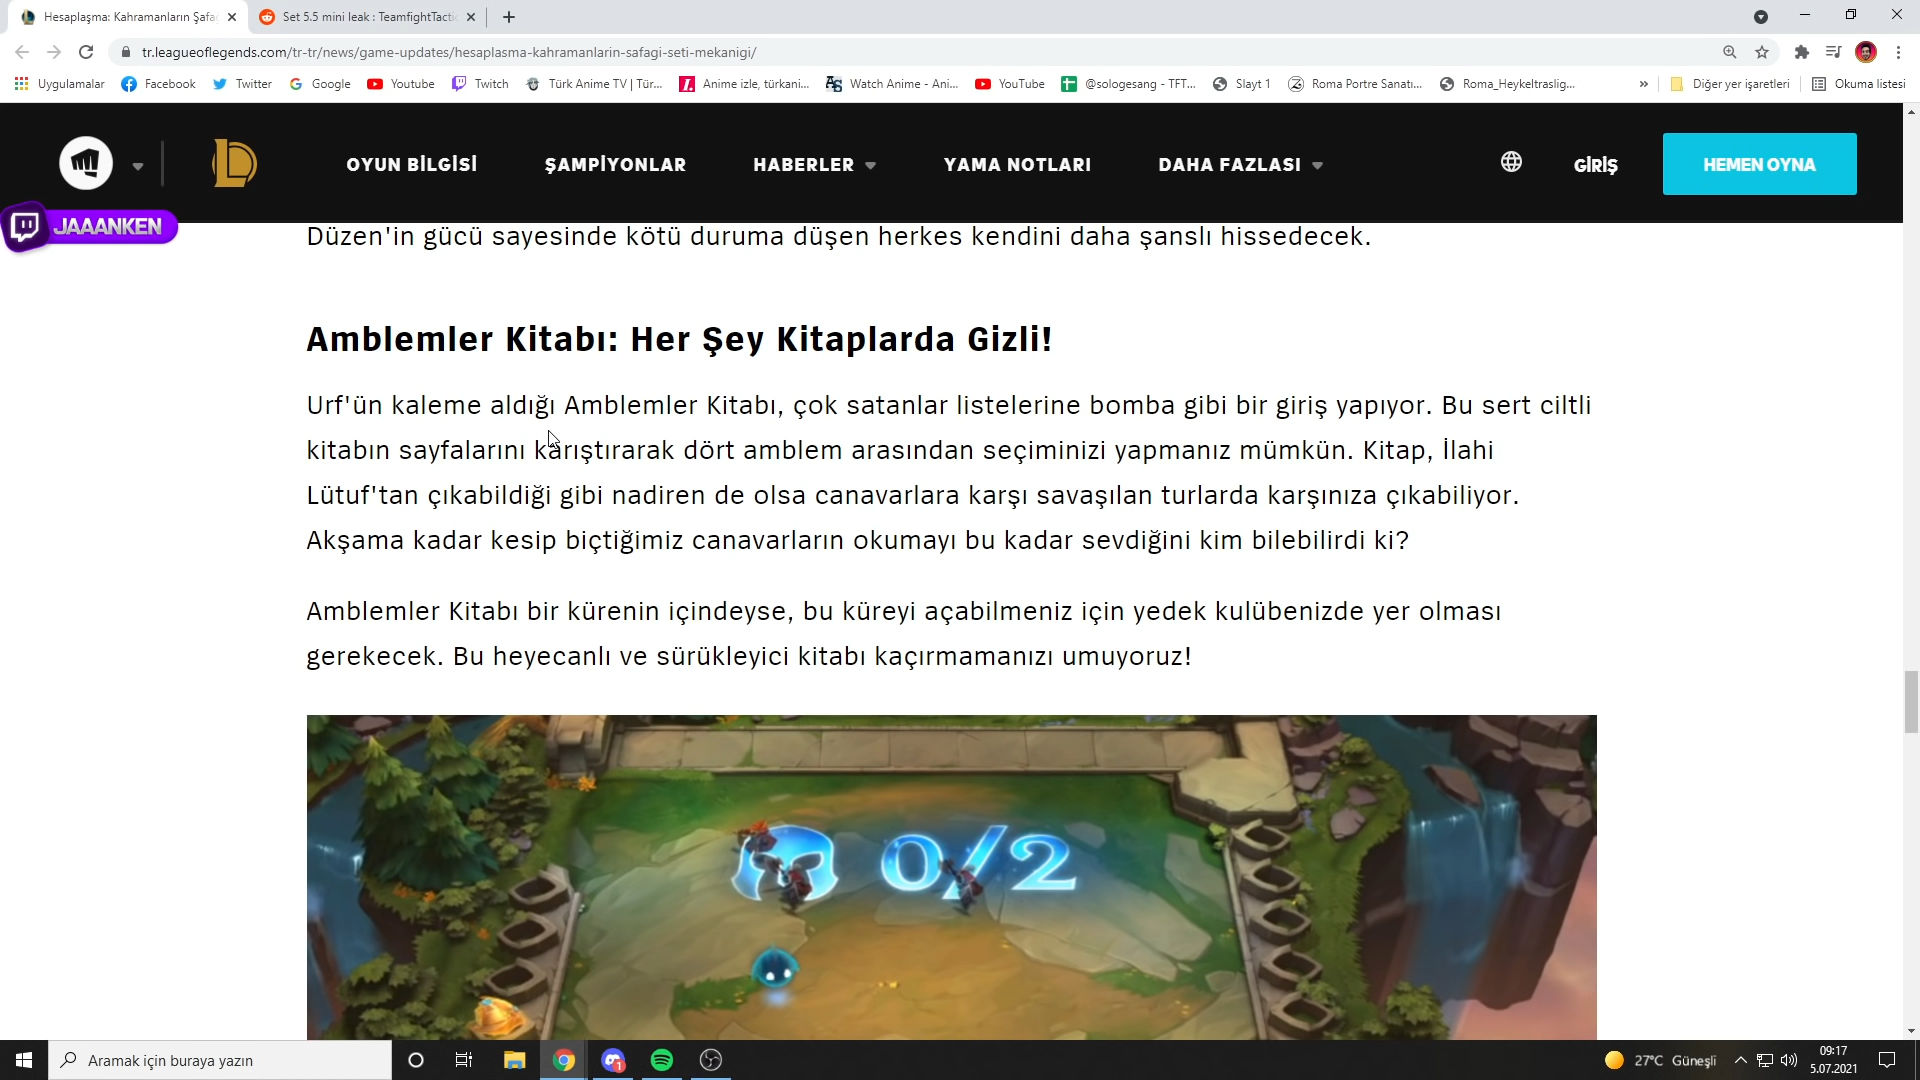 Hesaplaşma: Kahramanların Şafa
Set 5.5 mini leak : TeamfightTactic
tr.leagueoflegends.com/tr-tr/news/game-updates/hesaplasma-kahramanlarin-safagi-seti-mekanigi/
Uygulamalar Facebook Twitter Google Youtube Twitch Türk Anime TV | Tür... Anime izle, türkani... Watch Anime - Ani... YouTube @sologesang - TFT... Slayt 1 Roma Portre Sanatı... Roma_Heykeltraslig... » Diğer yer işaretleri Okuma listesi
OYUN BİLGİSİ ŞAMPİYONLAR HABERLER YAMA NOTLARI DAHA FAZLASI GİRİŞ HEMEN OYNA
JAAANKEN
Düzen'in gücü sayesinde kötü duruma düşen herkes kendini daha şanslı hissedecek.
Amblemler Kitabı: Her Şey Kitaplarda Gizli!
Urf'ün kaleme aldığı Amblemler Kitabı, çok satanlar listelerine bomba gibi bir giriş yapıyor. Bu sert ciltli
kitabın sayfalarını karıştırarak dört amblem arasından seçiminizi yapmanız mümkün. Kitap, İlahi
Lütuf'tan çıkabildiği gibi nadiren de olsa canavarlara karşı savaşılan turlarda karşınıza çıkabiliyor.
Akşama kadar kesip biçtiğimiz canavarların okumayı bu kadar sevdiğini kim bilebilirdi ki?
Amblemler Kitabı bir kürenin içindeyse, bu küreyi açabilmeniz için yedek kulübenizde yer olması
gerekecek. Bu heyecanlı ve sürükleyici kitabı kaçırmamanızı umuyoruz!
0/2
Aramak için buraya yazın
1
27°C Güneşli
09:17
5.07.2021